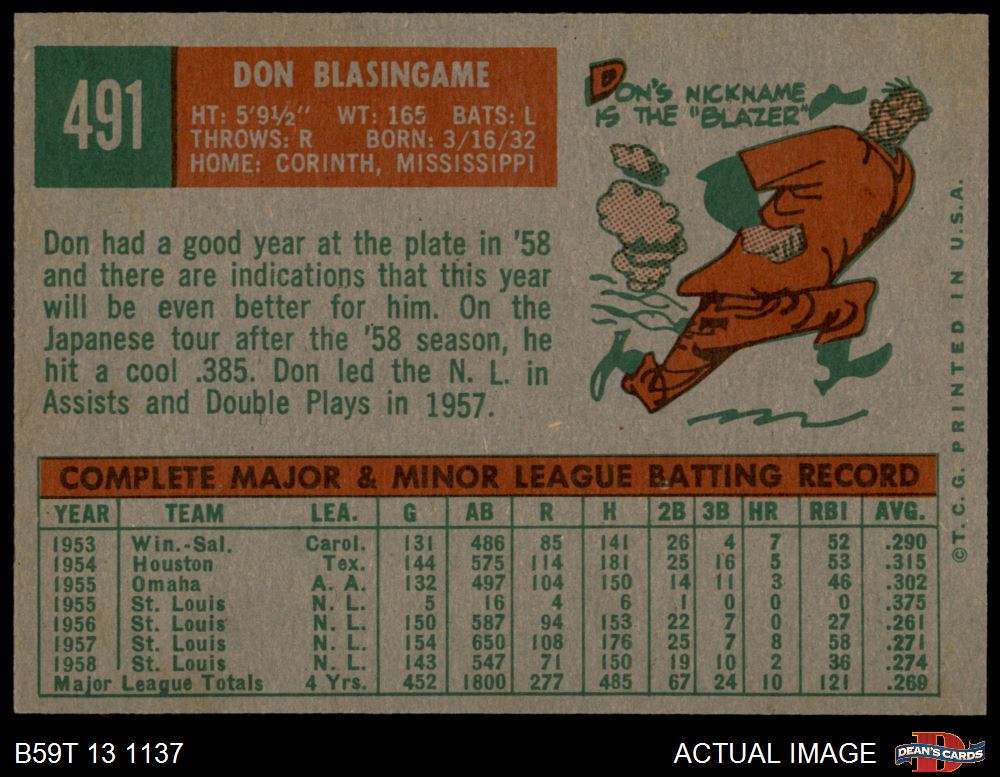 491
DON BLASINGAME
HT: 5'9½" WT: 165 BATS: L
THROWS: R BORN: 3/16/32
HOME: CORINTH, MISSISSIPPI
DON'S NICKNAME
IS THE "BLAZER"
Don had a good year at the plate in '58
and there are indications that this year
will be even better for him. On the
Japanese tour after the '58 season, he
hit a cool .385. Don led the N. L. in
Assists and Double Plays in 1957.
COMPLETE MAJOR & MINOR LEAGUE BATTING RECORD
YEAR TEAM LEA. G AB R H 2B 3B HR RBI AVG.
1953 Win.-Sal. Carol. 131 486 85 141 26 4 7 52 .290
1954 Houston Tex. 144 575 114 181 25 16 5 53 .315
1955 Omaha A. A. 132 497 104 150 14 11 3 46 .302
1955 St. Louis N. L. 5 16 4 6 1 0 0 0 .375
1956 St. Louis N. L. 150 587 94 153 22 7 0 27 .261
1957 St. Louis N. L. 154 650 108 176 25 7 8 58 .271
1958 St. Louis N. L. 143 547 71 150 19 10 2 36 .274
Major League Totals 4 Yrs. 452 1800 277 485 67 24 10 121 .269
©T. C. G. PRINTED IN U.S.A.
B59T 13 1137
ACTUAL IMAGE
D
DEAN'S CARDS